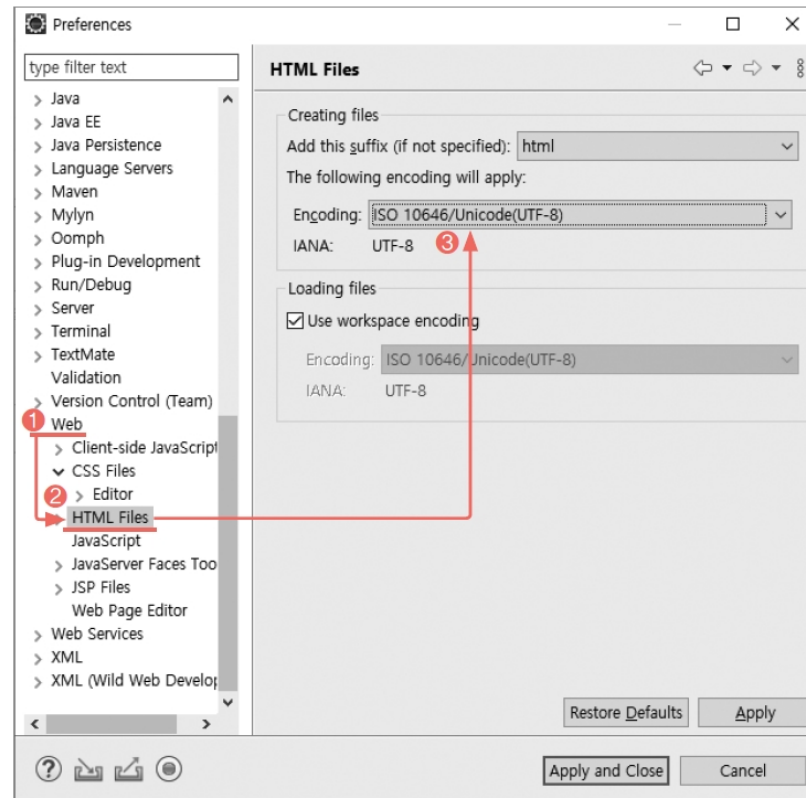 Preferences
type filter text
Java
Java EE
Java Persistence
Language Servers
Maven
Mylyn
Oomph
Plug-in Development
Run/Debug
Server
Terminal
TextMate
Validation
Version Control (Team)
1 Web
Client-side JavaScript
CSS Files
2 Editor
HTML Files
JavaScript
JavaServer Faces Too
JSP Files
Web Page Editor
Web Services
XML
XML (Wild Web Develop
HTML Files
Creating files
Add this suffix (if not specified): html
The following encoding will apply:
Encoding: ISO 10646/Unicode(UTF-8)
IANA: UTF-8 3
Loading files
Use workspace encoding
Encoding: ISO 10646/Unicode(UTF-8)
IANA: UTF-8
Restore Defaults Apply
? Apply and Close Cancel